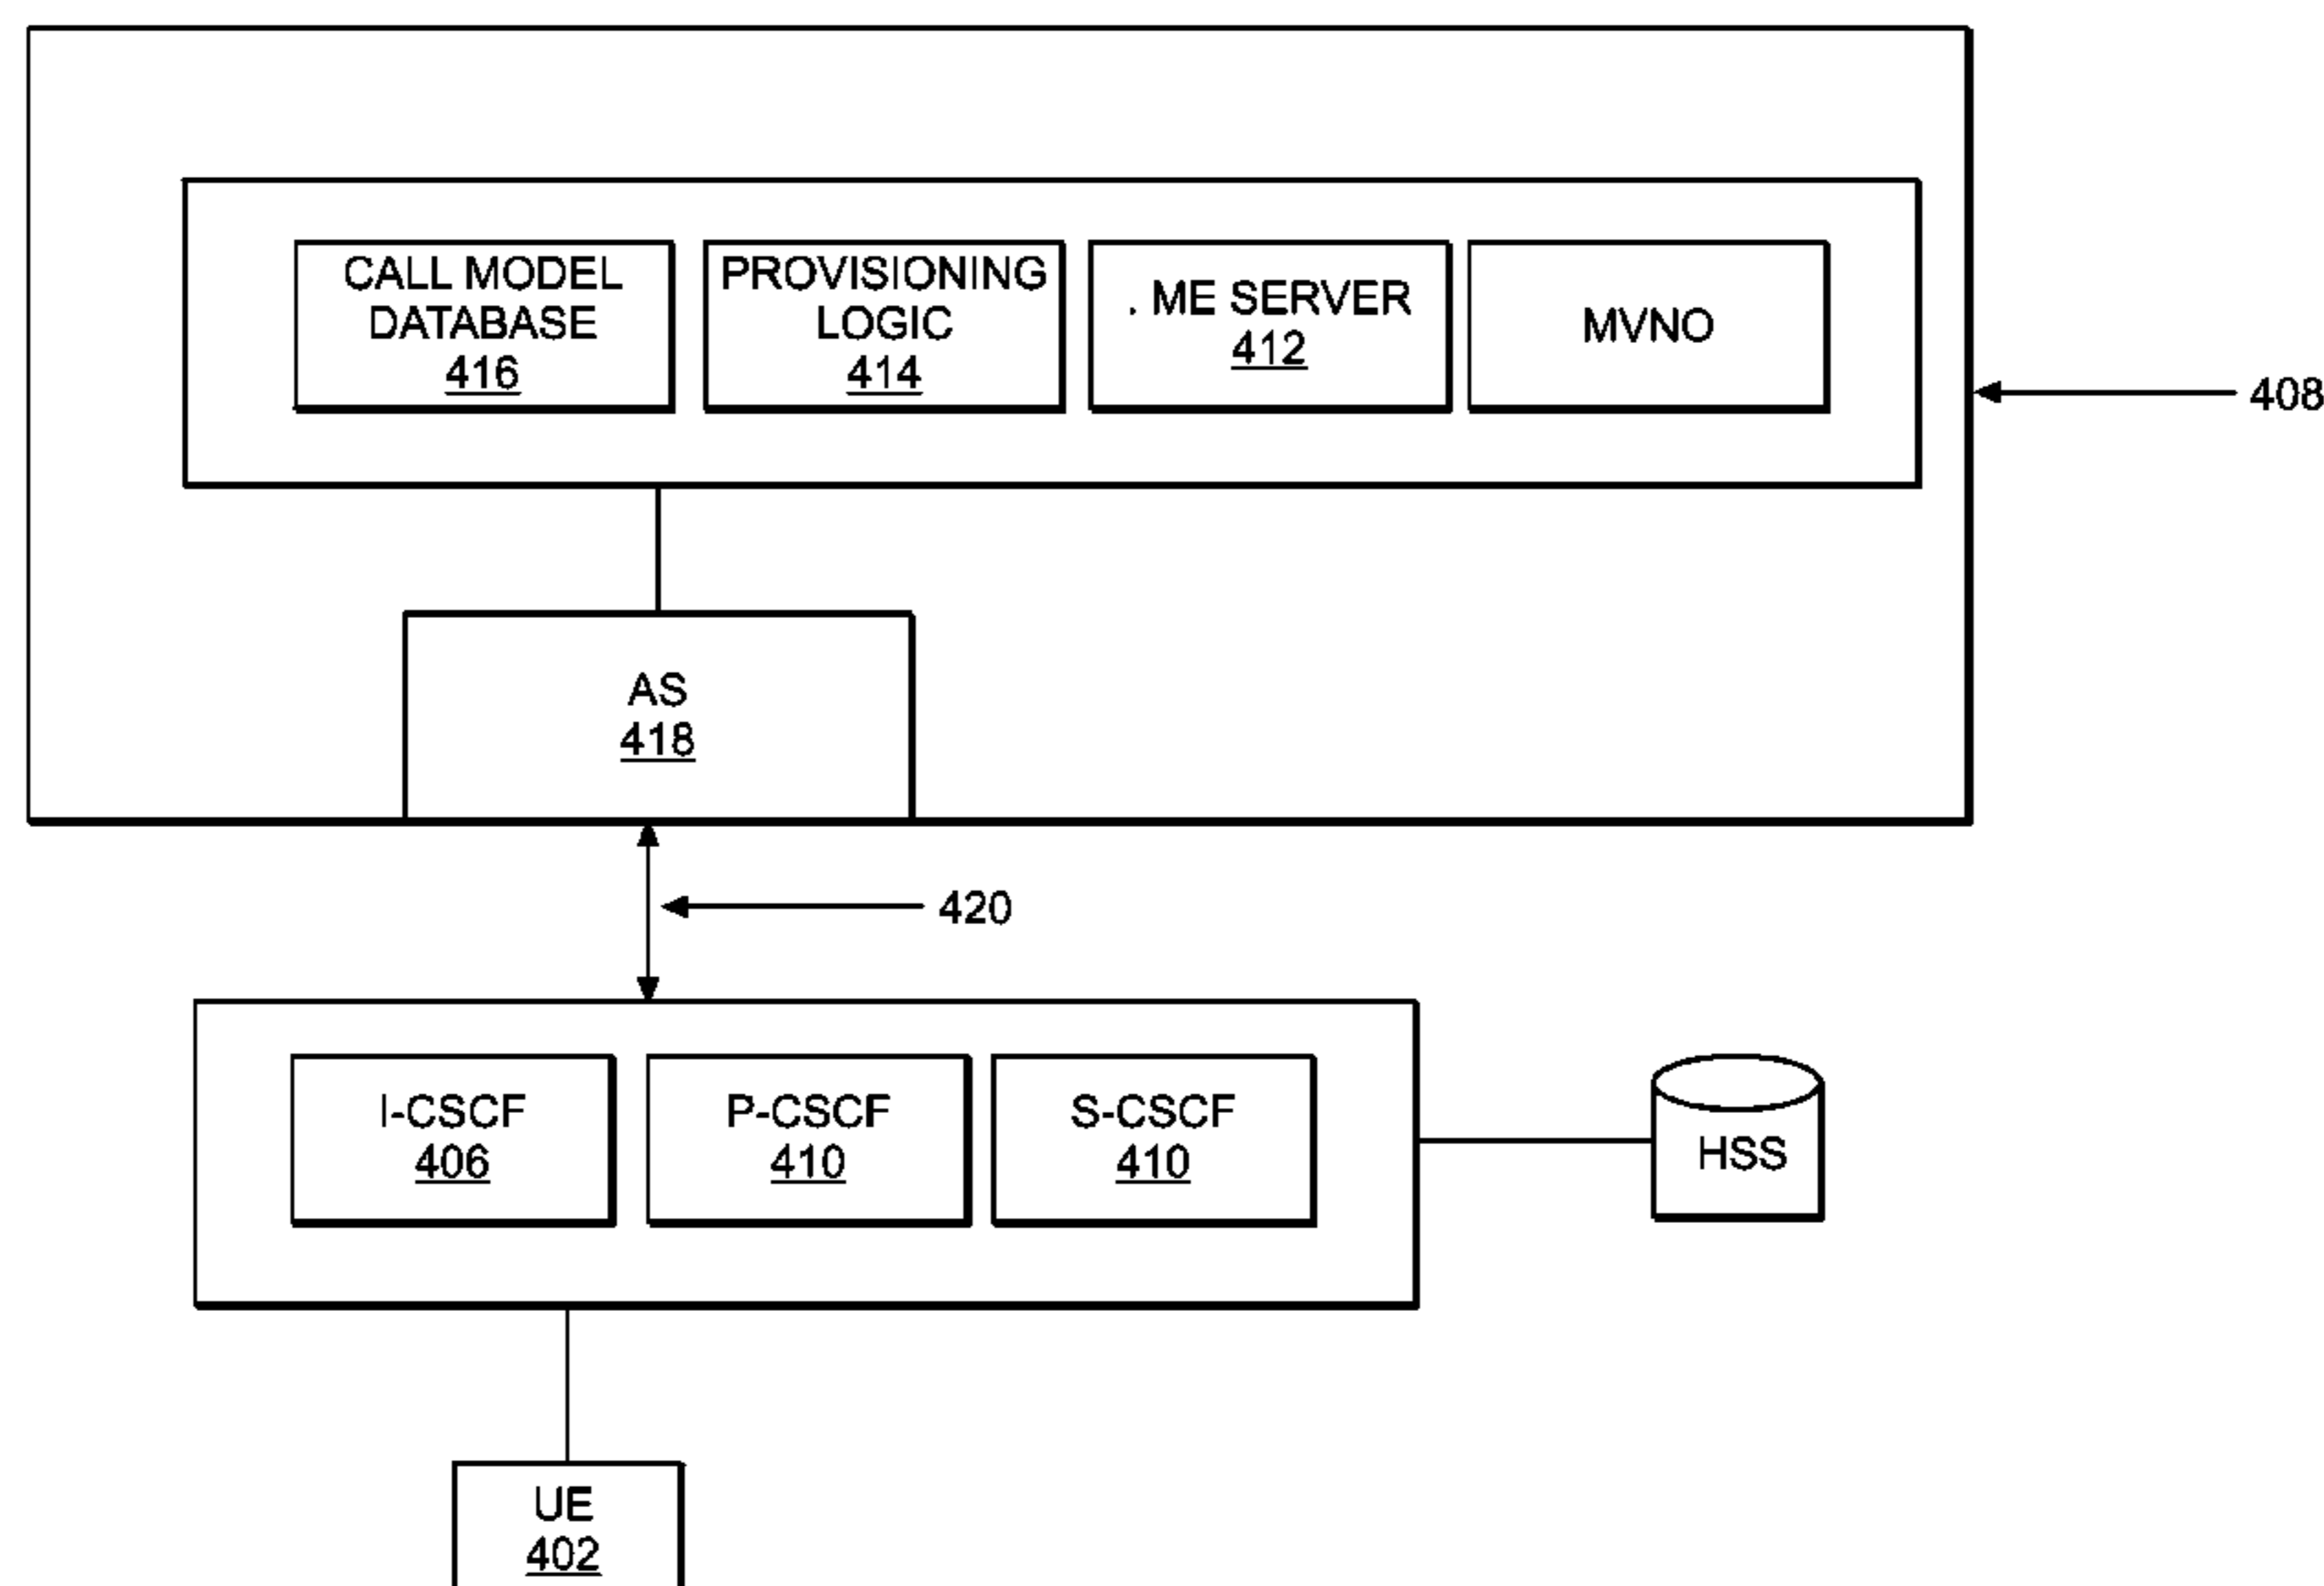 CALL MODEL
DATABASE
416
PROVISIONING
LOGIC
414
. ME SERVER
412
MVNO
408
AS
418
420
I-CSCF
406
P-CSCF
410
S-CSCF
410
HSS
UE
402